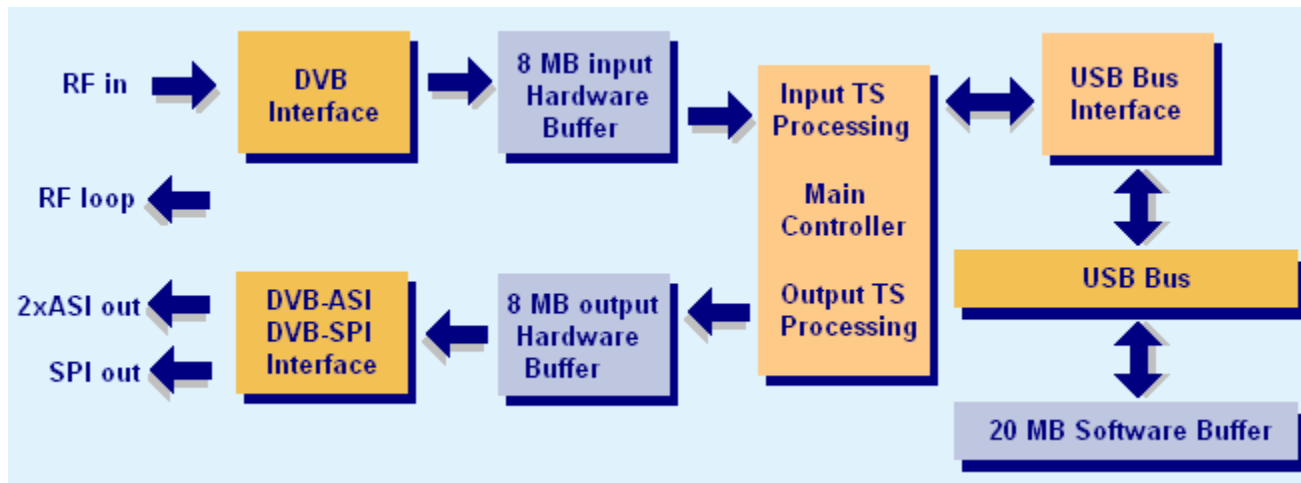 RF in
DVB
Interface
8 MB input
Hardware
Buffer
Input TS
Processing
USB Bus
Interface
RF loop
Main
Controller
2xASI out
SPI out
DVB-ASI
DVB-SPI
Interface
8 MB output
Hardware
Buffer
Output TS
Processing
USB Bus
20 MB Software Buffer